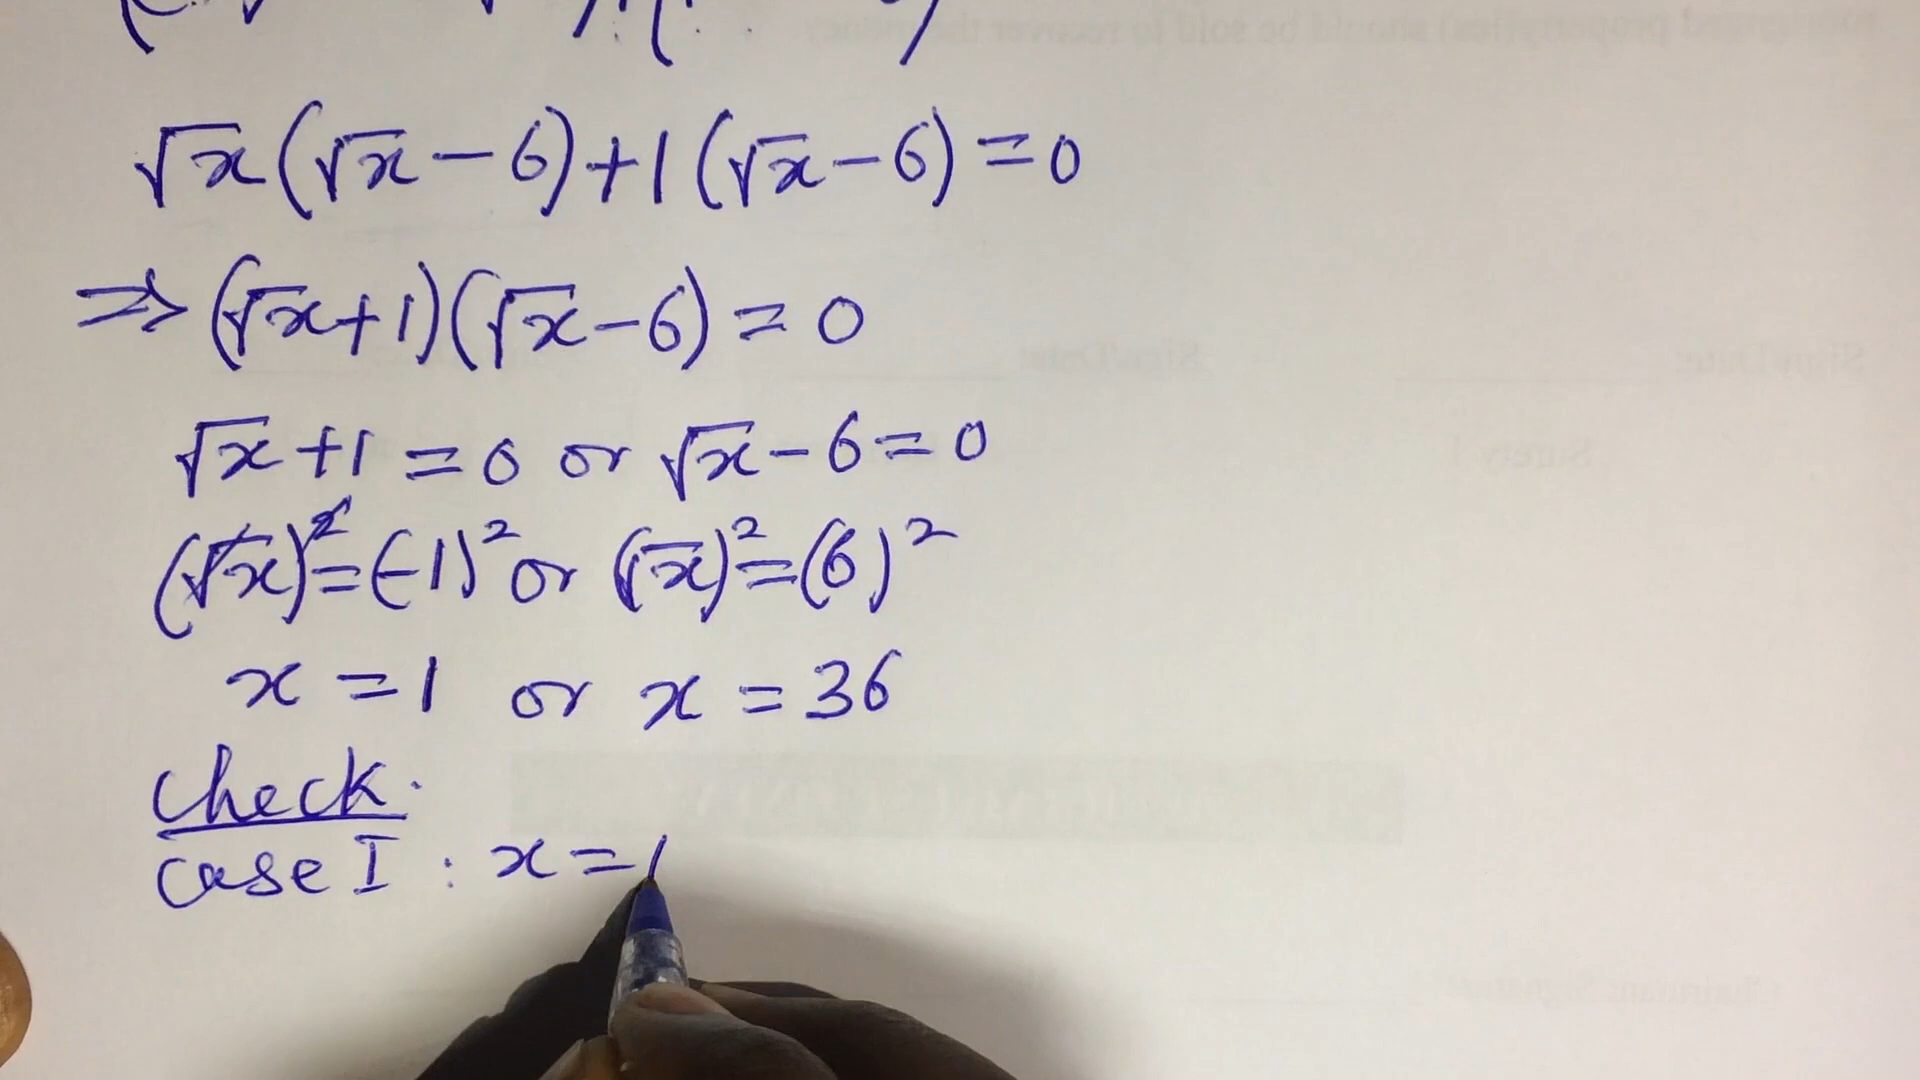 √x(√x-6)+1(√x-6)=0
⇒(√x+1)(√x-6)=0
√x+1=0 or √x-6=0
(√x)²=(-1)² or (√x)²=(6)²
x=1 or x=36
check.
case I : x=1